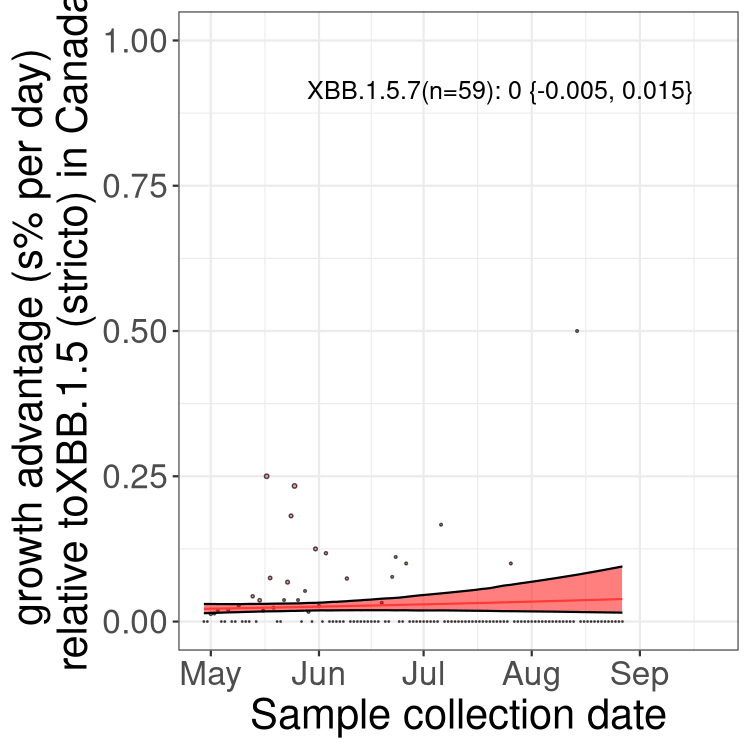 growth advantage (s% per day)
relative toXBB.1.5 (stricto) in Canada
1.00
0.75
0.50
0.25
0.00
XBB.1.5.7(n=59): 0 {-0.005, 0.015}
May Jun Jul Aug Sep
Sample collection date